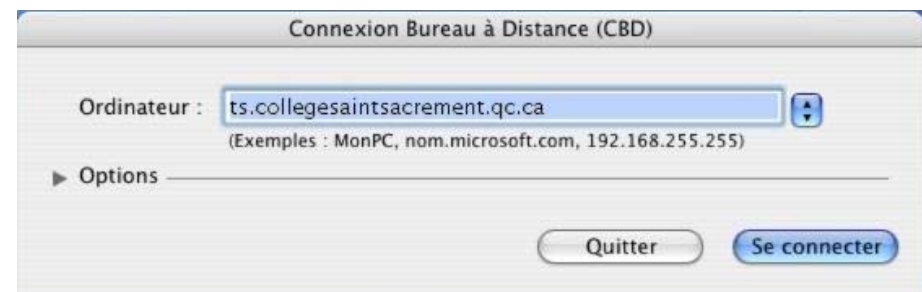 Connexion Bureau à Distance (CBD)
Ordinateur : ts.collegesaintsacrement.qc.ca
(Exemples : MonPC, nom.microsoft.com, 192.168.255.255)
Options
Quitter Se connecter